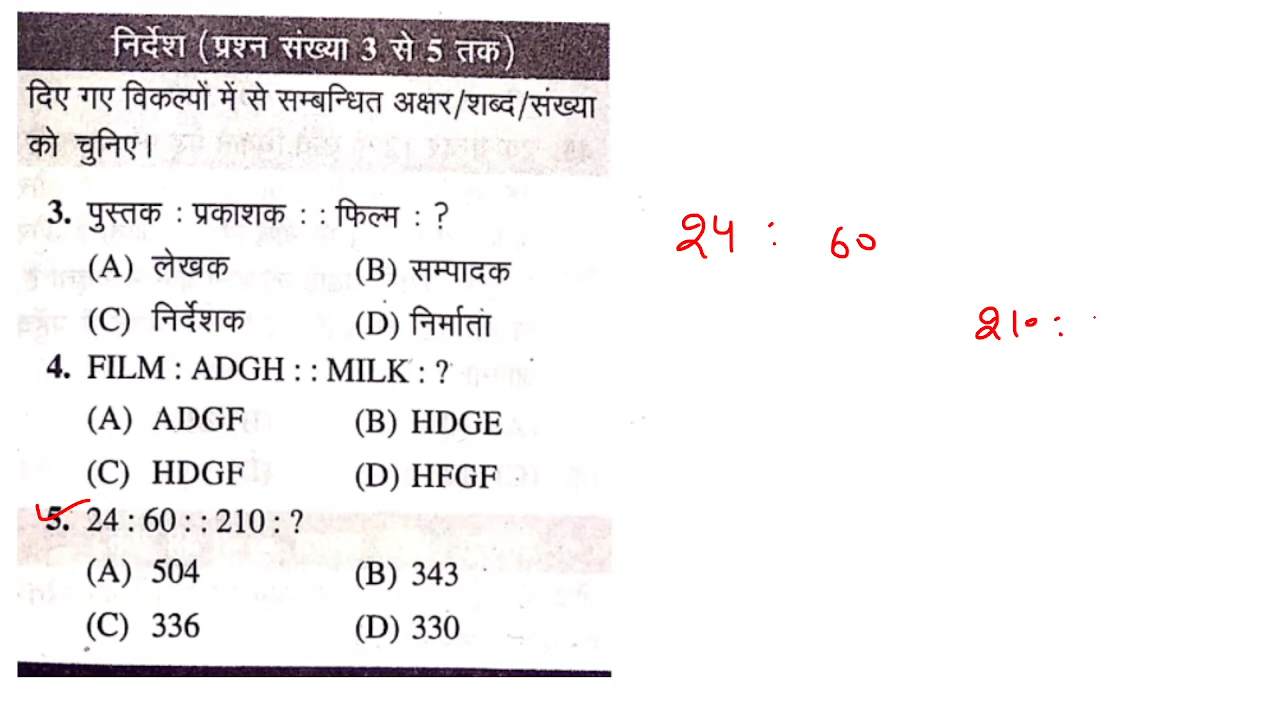 निर्देश (प्रश्न संख्या 3 से 5 तक)
दिए गए विकल्पों में से सम्बन्धित अक्षर/शब्द/संख्या
को चुनिए।
3. पुस्तक : प्रकाशक : : फिल्म : ?
(A) लेखक (B) सम्पादक
(C) निर्देशक (D) निर्माता
4. FILM : ADGH : : MILK : ?
(A) ADGF (B) HDGE
(C) HDGF (D) HFGF
5. 24 : 60 : : 210 : ?
(A) 504 (B) 343
(C) 336 (D) 330
24 : 60
210 :